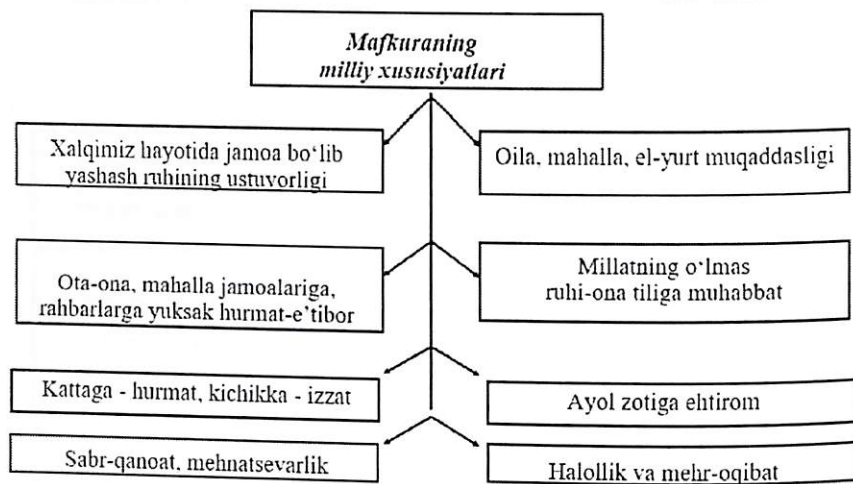 Mafkuraning
milliy xususiyatlari
Xalqimiz hayotida jamoa bo‘lib
yashash ruhining ustuvorligi
Oila, mahalla, el-yurt muqaddasligi
Ota-ona, mahalla jamoalariga,
rahbarlarga yuksak hurmat-e’tibor
Millatning o‘lmas
ruhi-ona tiliga muhabbat
Kattaga - hurmat, kichikka - izzat
Ayol zotiga ehtirom
Sabr-qanoat, mehnatsevarlik
Halollik va mehr-oqibat